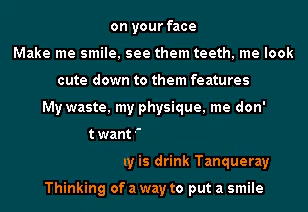 on your face
Make me smile, see them teeth, me look
cute down to them features
My waste, my physique, me don'
t want
is drink Tanqueray
Thinking of a way to put a smile